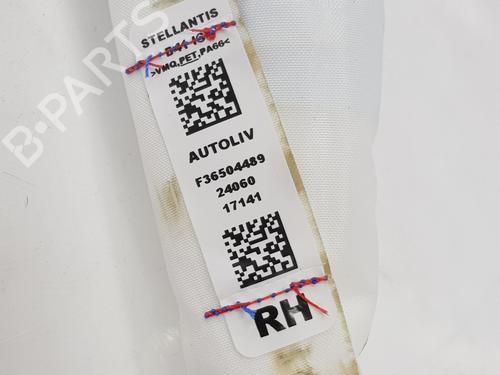 STELLANTIS
>VMQ,PET,PA66<
AUTOLIV
F36504489
24060
17141
RH
B-PARTS